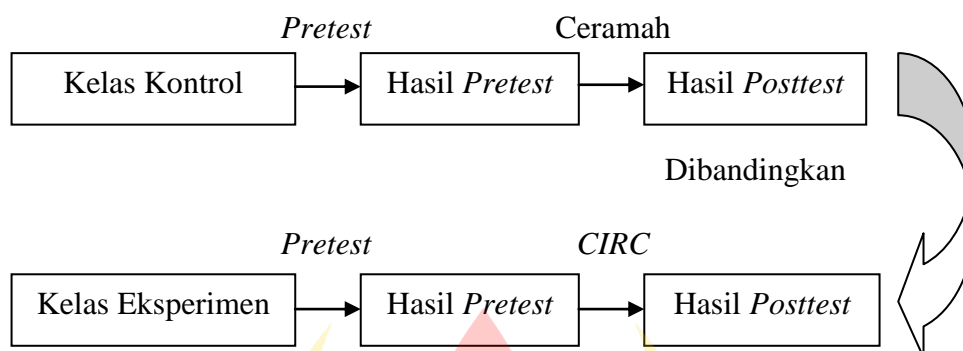 Pretest Ceramah
Kelas Kontrol Hasil Pretest Hasil Posttest
Dibandingkan
Pretest CIRC
Kelas Eksperimen Hasil Pretest Hasil Posttest